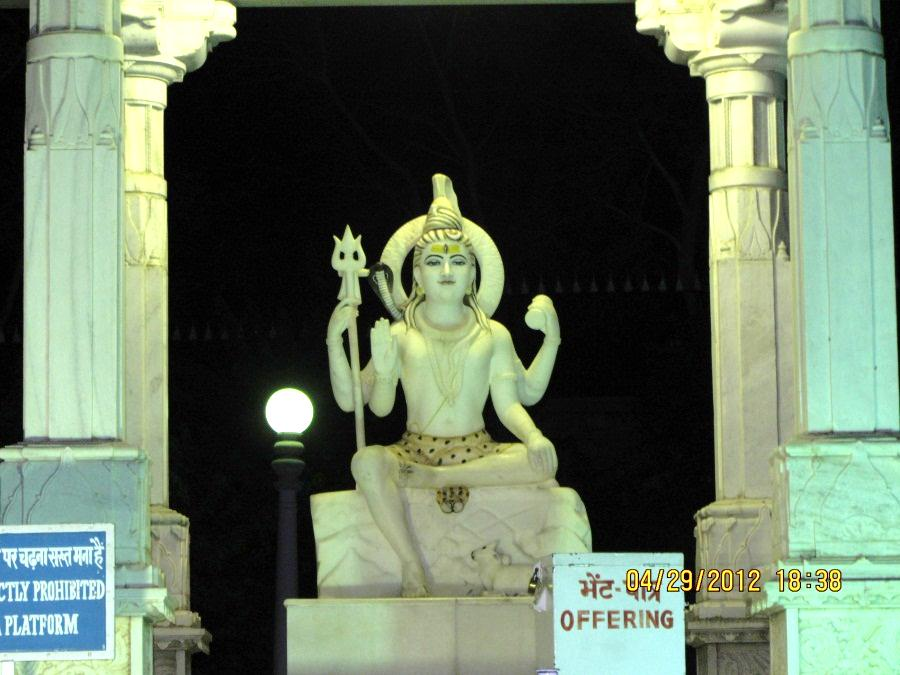 पर चढ़ना सख्त मना है
CTLY PROHIBITED
PLATFORM
भेंट-पात्र
OFFERING
04/29/2012 18:38